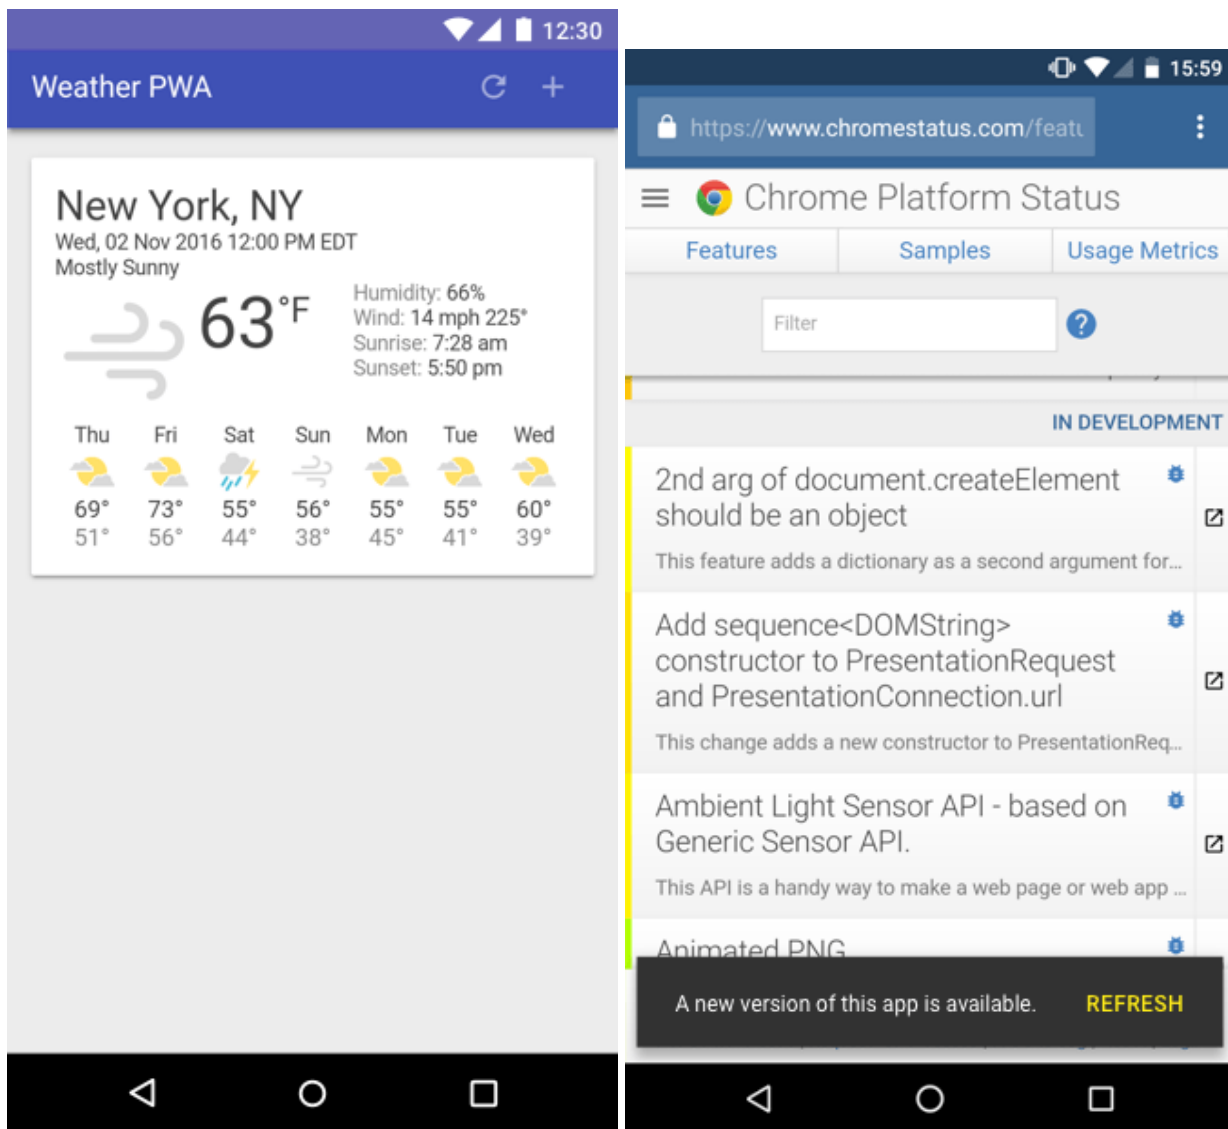 12:30
Weather PWA
New York, NY
Wed, 02 Nov 2016 12:00 PM EDT
Mostly Sunny
63°F
Humidity: 66%
Wind: 14 mph 225°
Sunrise: 7:28 am
Sunset: 5:50 pm
Thu Fri Sat Sun Mon Tue Wed
69° 73° 55° 56° 55° 55° 60°
51° 56° 44° 38° 45° 41° 39°
15:59
https://www.chromestatus.com/featu
Chrome Platform Status
Features Samples Usage Metrics
Filter
?
IN DEVELOPMENT
2nd arg of document.createElement
should be an object
This feature adds a dictionary as a second argument for...
Add sequence<DOMString>
constructor to PresentationRequest
and PresentationConnection.url
This change adds a new constructor to PresentationReq...
Ambient Light Sensor API - based on
Generic Sensor API.
This API is a handy way to make a web page or web app ...
Animated PNG
A new version of this app is available. REFRESH